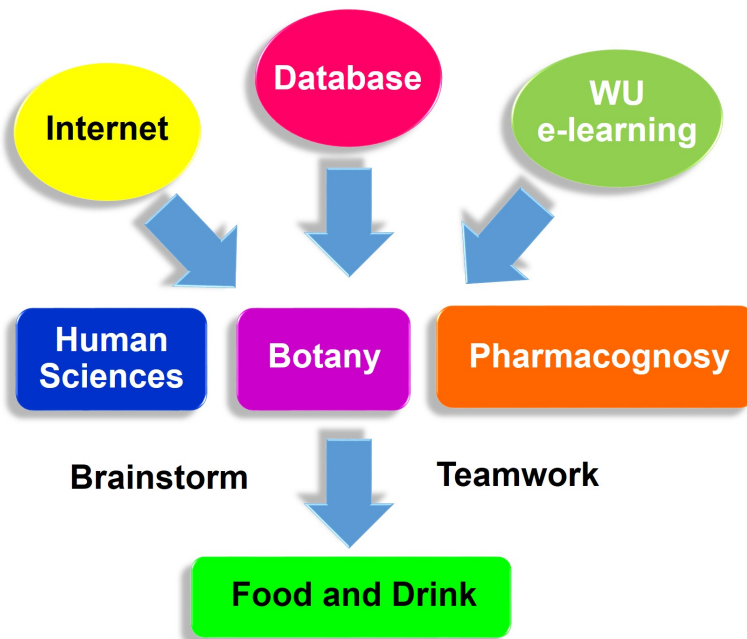 Internet
Database
WU
e-learning
Human
Sciences
Botany
Pharmacognosy
Brainstorm
Teamwork
Food and Drink